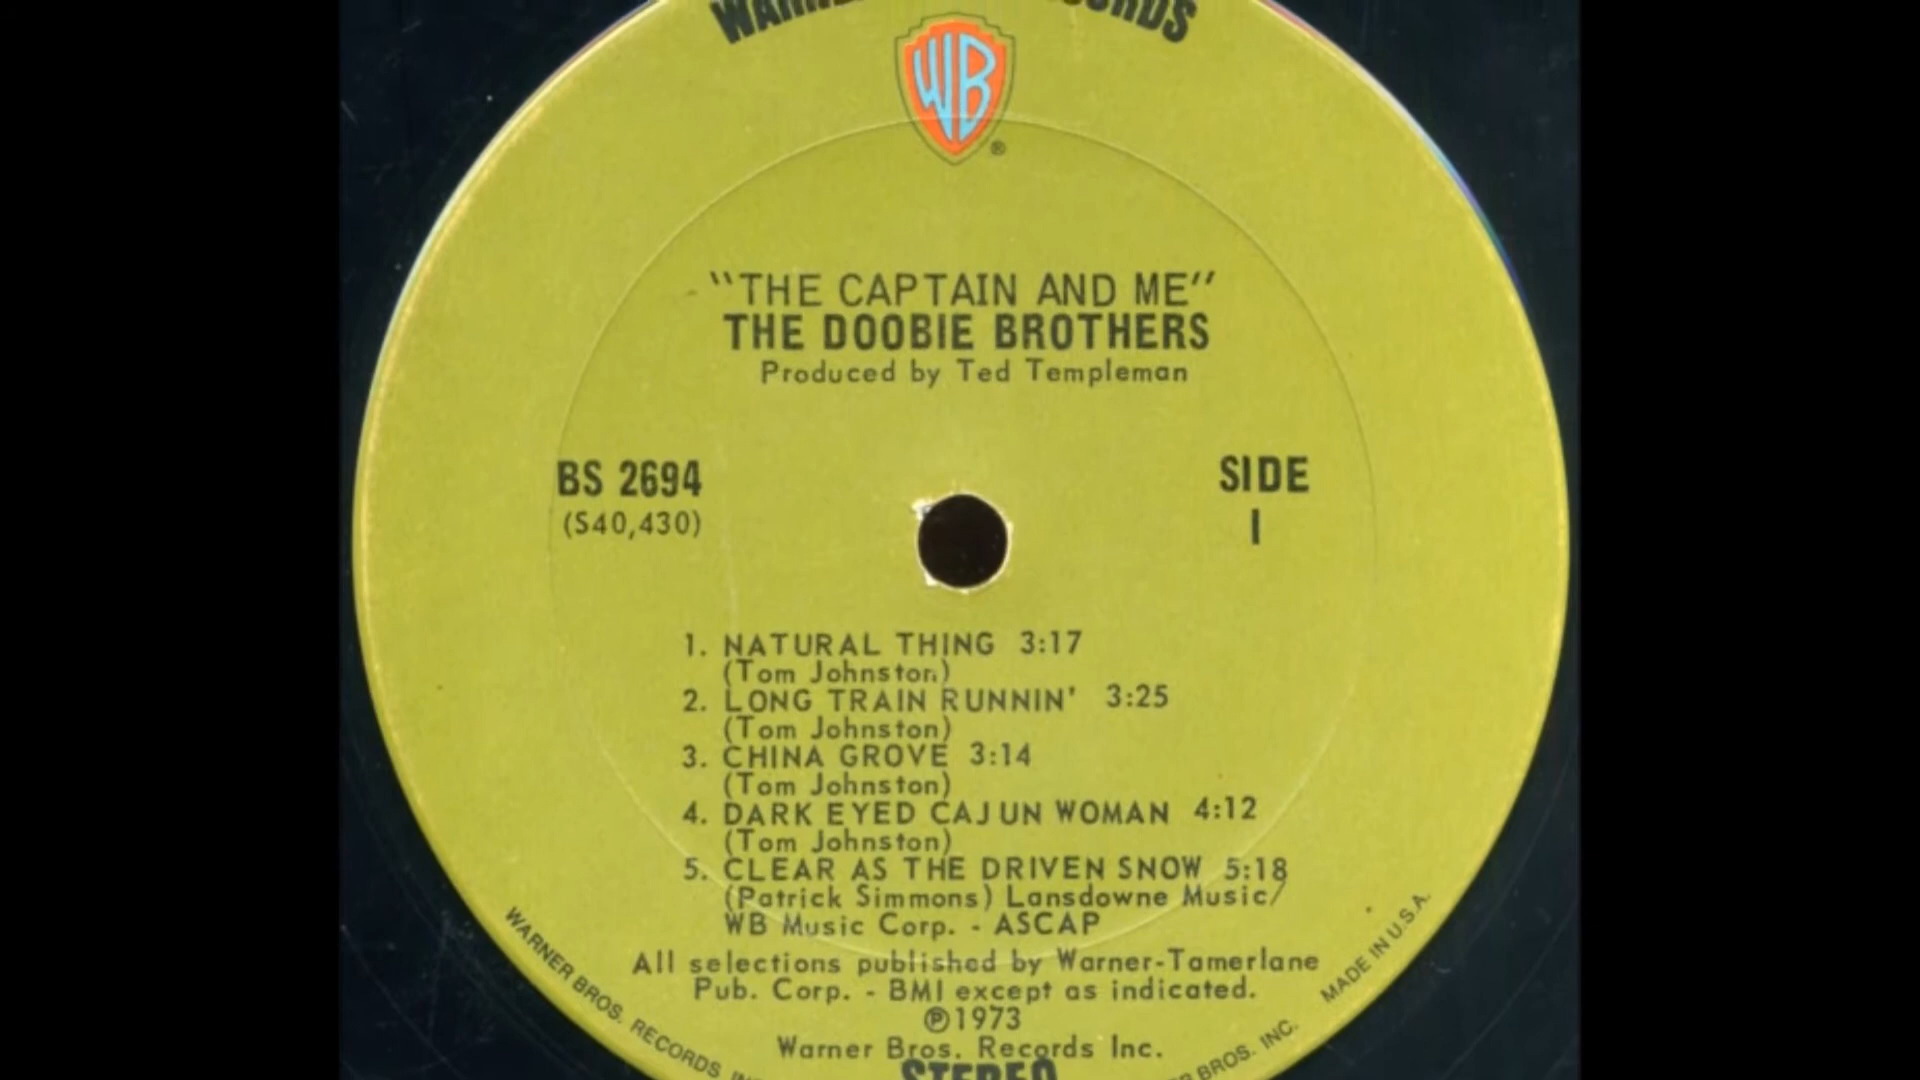 WB
®
"THE CAPTAIN AND ME"
THE DOOBIE BROTHERS
Produced by Ted Templeman
BS 2694
(S40,430)
SIDE
1
1. NATURAL THING 3:17
(Tom Johnston)
2. LONG TRAIN RUNNIN' 3:25
(Tom Johnston)
3. CHINA GROVE 3:14
(Tom Johnston)
4. DARK EYED CAJUN WOMAN 4:12
(Tom Johnston)
5. CLEAR AS THE DRIVEN SNOW 5:18
(Patrick Simmons) Lansdowne Music/
WB Music Corp. - ASCAP
All selections published by Warner-Tamerlane
Pub. Corp. - BMI except as indicated.
℗1973
Warner Bros. Records Inc.
STEREO
WARNER BROS. RECORDS
BROS. INC.
MADE IN U.S.A.